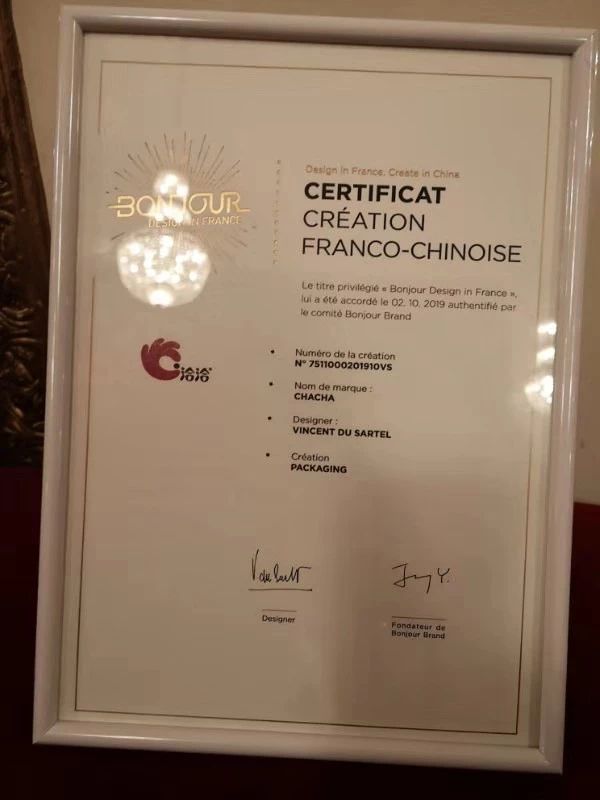 BONJOUR
DESIGN IN FRANCE
Design in France, Create in China
CERTIFICAT
CRÉATION
FRANCO-CHINOISE
Le titre privilégié « Bonjour Design in France »,
lui a été accordé le 02. 10. 2019 authentifié par
le comité Bonjour Brand
洽洽
Numéro de la création
N° 7511000201910VS
Nom de marque :
CHACHA
Designer :
VINCENT DU SARTEL
Création
PACKAGING
Designer
Fondateur de
Bonjour Brand